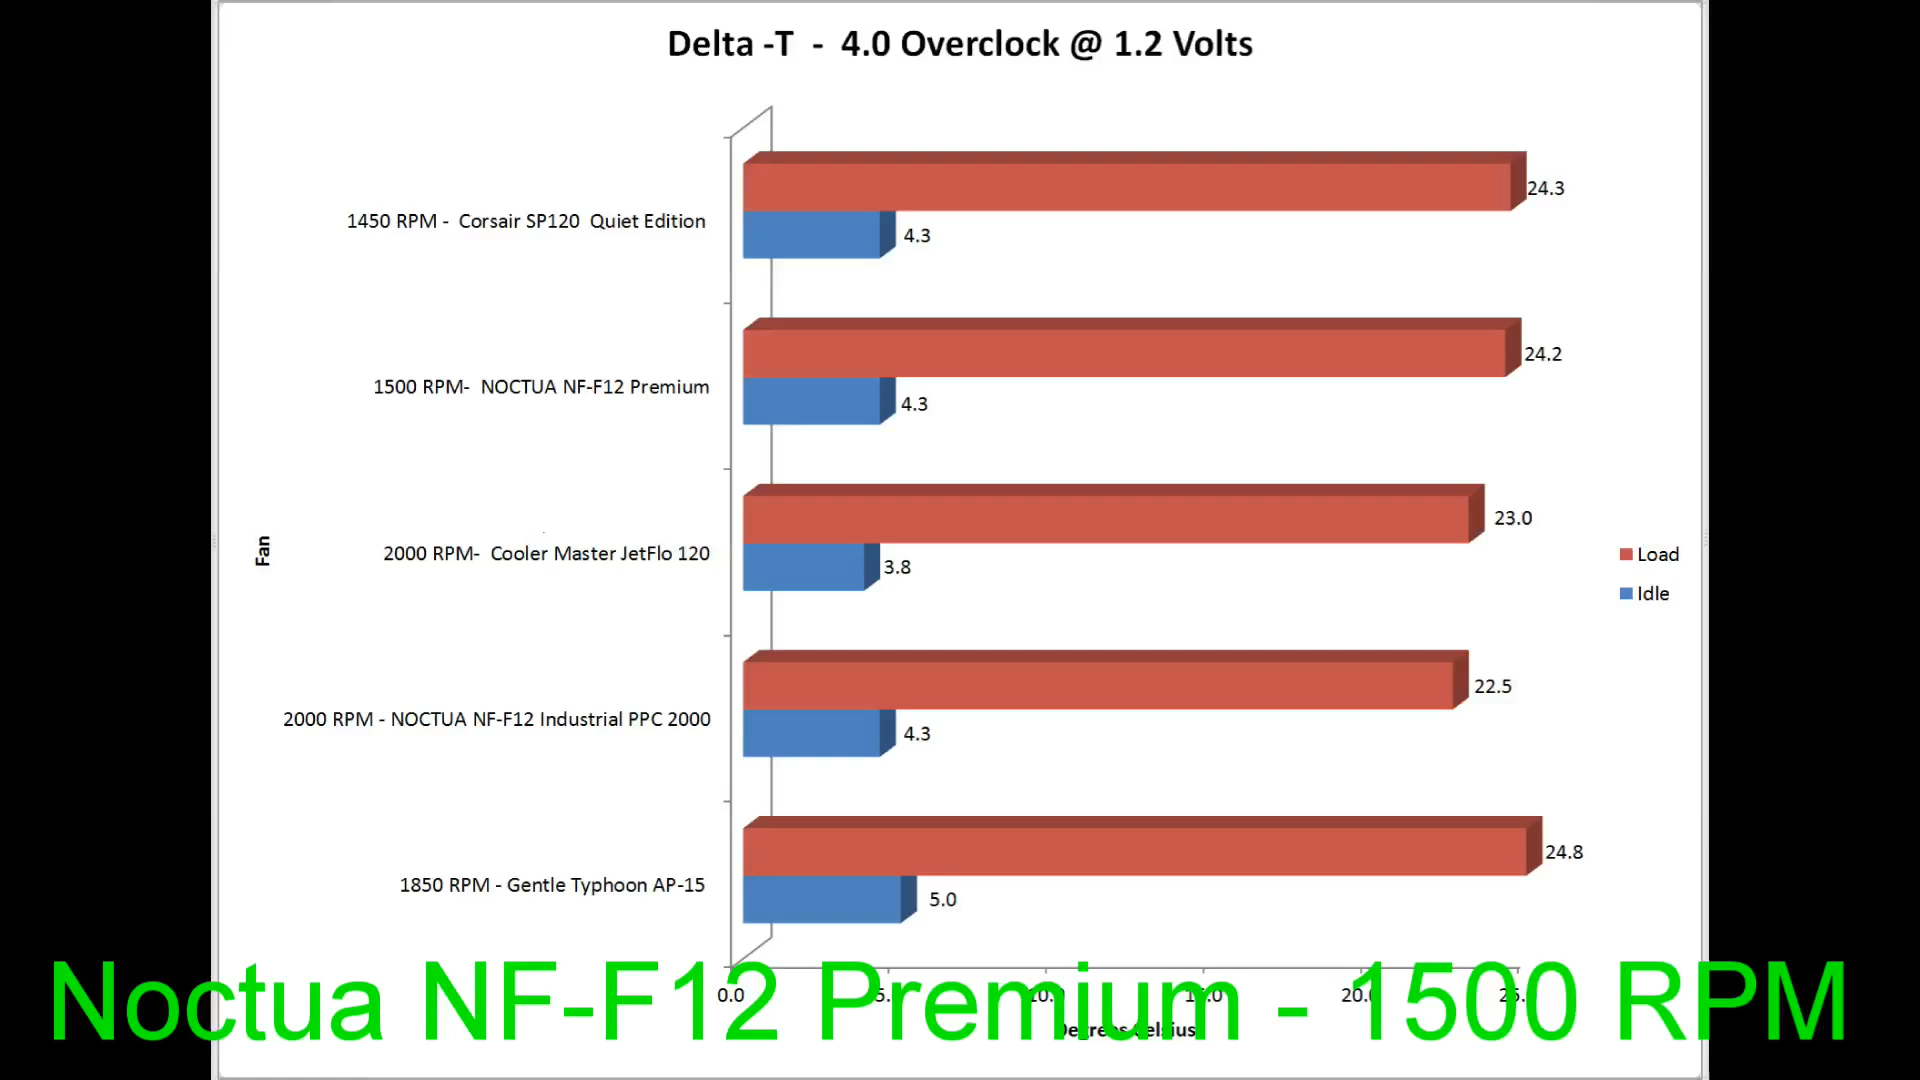 Delta -T - 4.0 Overclock @ 1.2 Volts
24.3
1450 RPM - Corsair SP120 Quiet Edition
4.3
24.2
1500 RPM- NOCTUA NF-F12 Premium
4.3
23.0
2000 RPM- Cooler Master JetFlo 120
3.8
Fan
Load
Idle
22.5
2000 RPM - NOCTUA NF-F12 Industrial PPC 2000
4.3
24.8
1850 RPM - Gentle Typhoon AP-15
5.0
0.0
Degrees Celsius
Noctua NF-F12 Premium - 1500 RPM